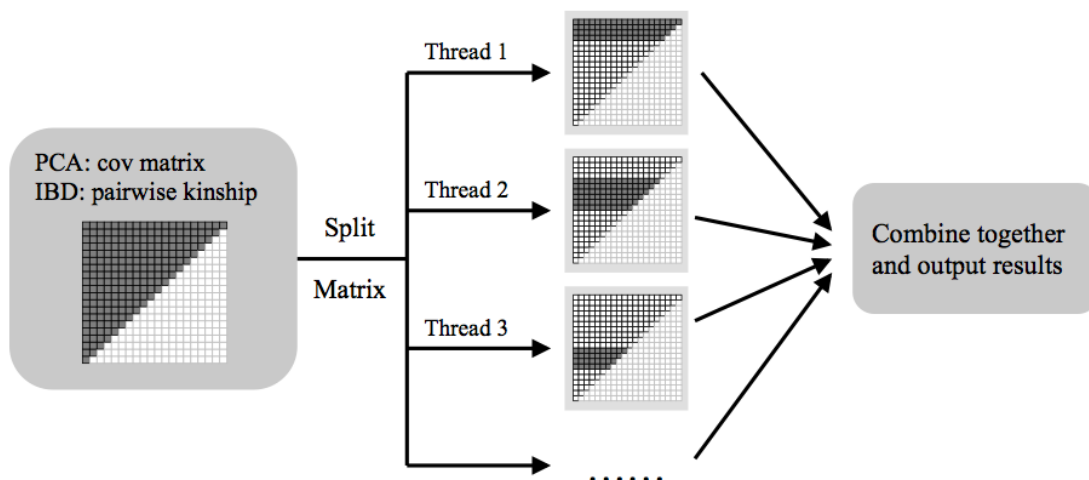 PCA: cov matrix
IBD: pairwise kinship
Split
Matrix
Thread 1
Thread 2
Thread 3
......
Combine together
and output results